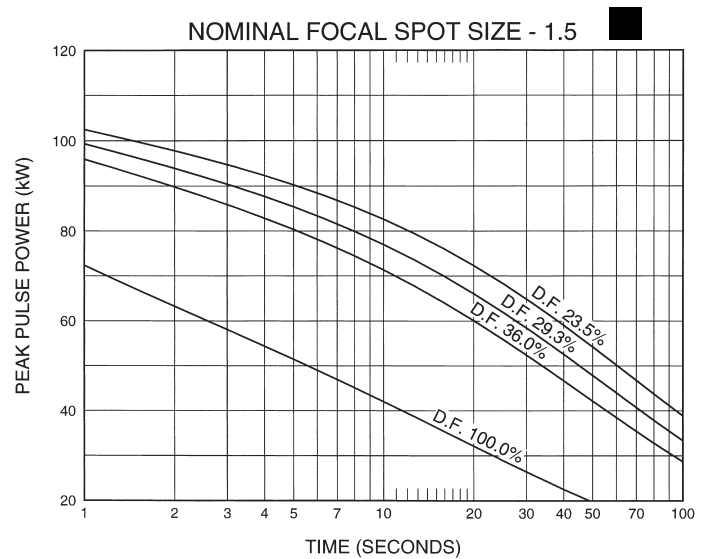 NOMINAL FOCAL SPOT SIZE - 1.5
120
100
80
60
40
20
PEAK PULSE POWER (kW)
D.F. 23.5%
D.F. 29.3%
D.F. 36.0%
D.F. 100.0%
1 2 3 4 5 7 10 20 30 40 50 70 100
TIME (SECONDS)